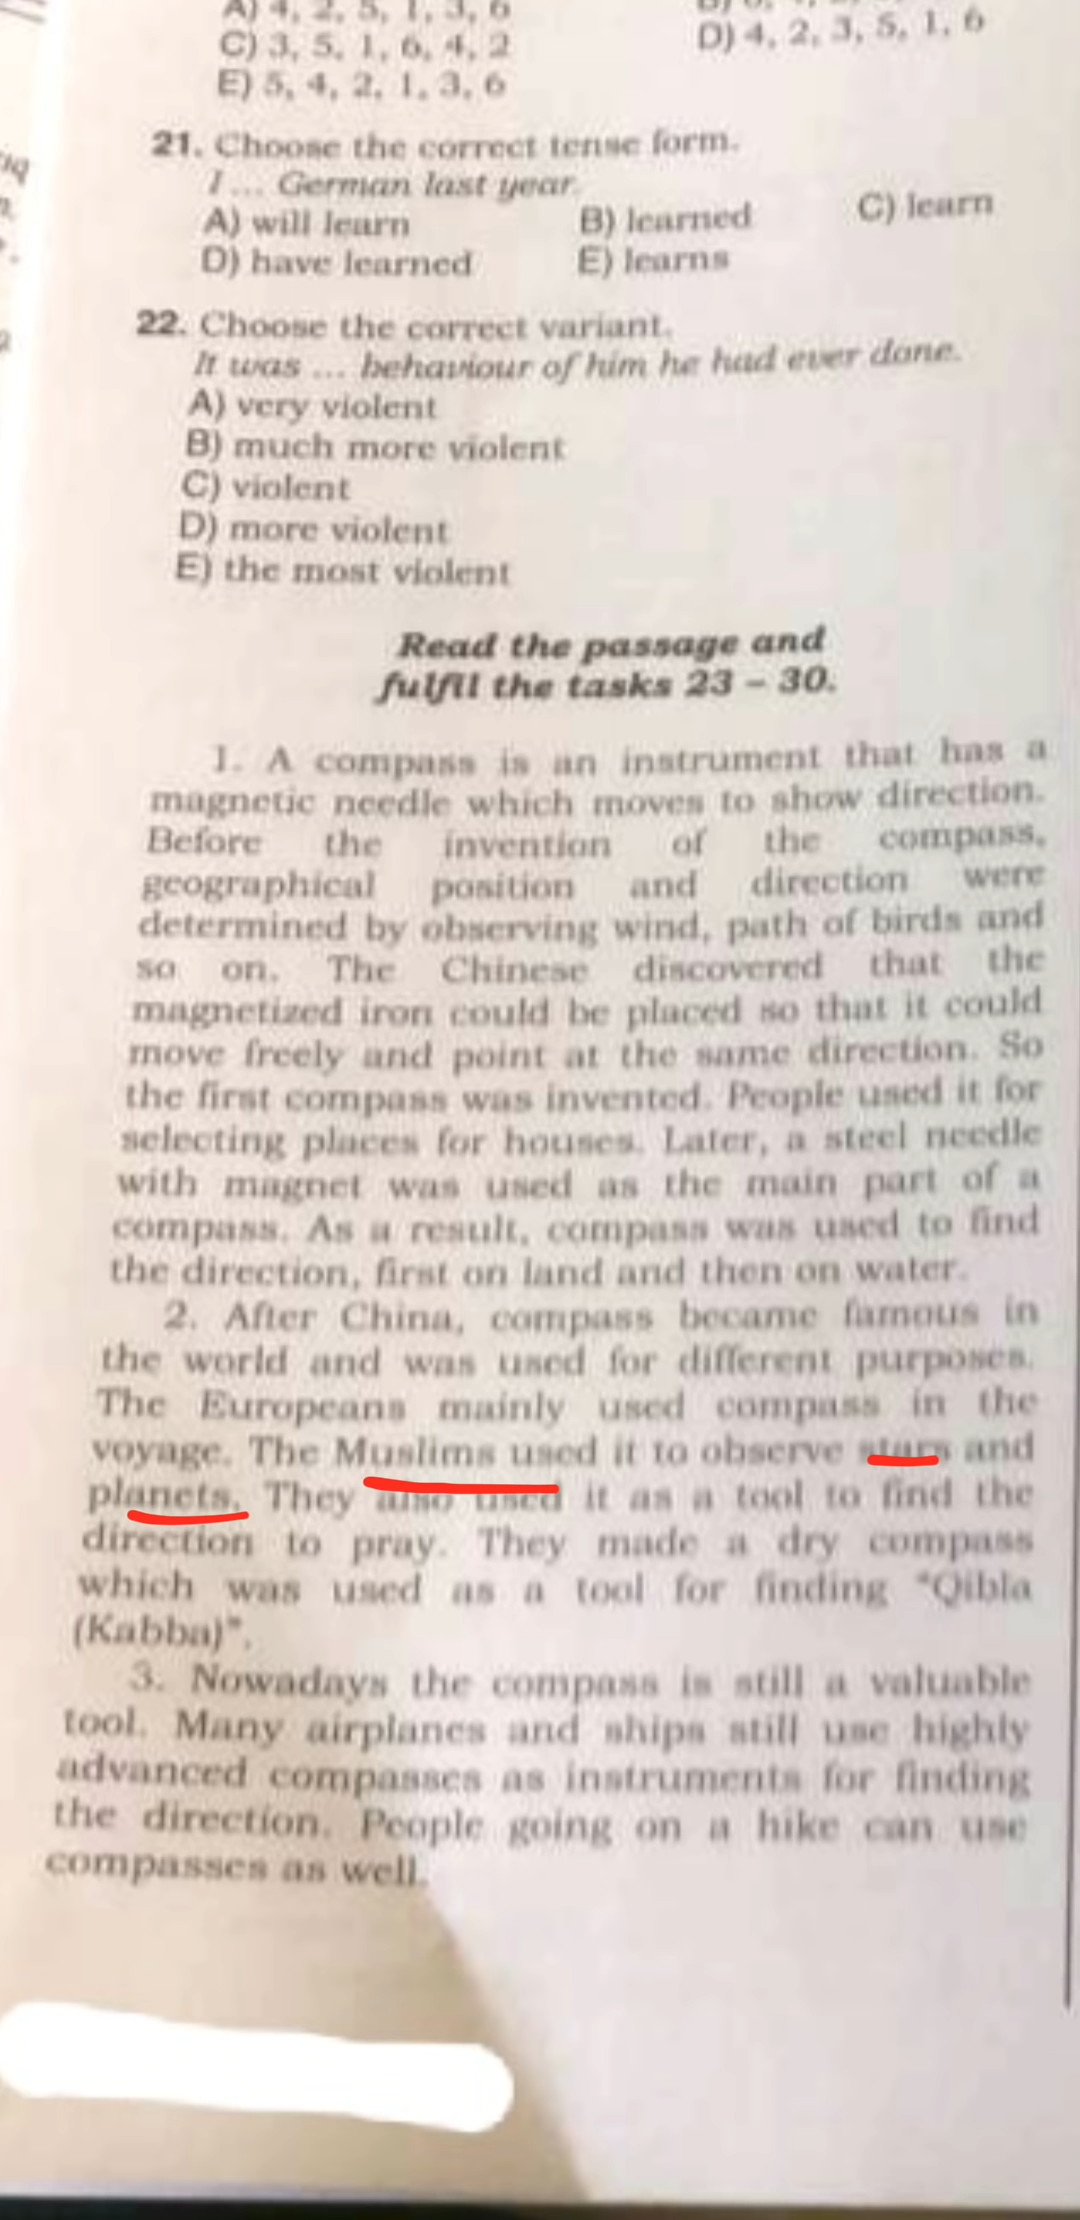 A) 4, 2, 5, 1, 3, 6
C) 3, 5, 1, 6, 4, 2
D) 4, 2, 3, 5, 1, 6
E) 5, 4, 2, 1, 3, 6
21. Choose the correct tense form.
I ... German last year.
A) will learn B) learned C) learn
D) have learned E) learns
22. Choose the correct variant.
It was ... behaviour of him he had ever done.
A) very violent
B) much more violent
C) violent
D) more violent
E) the most violent
Read the passage and
fulfil the tasks 23 – 30.
1. A compass is an instrument that has a
magnetic needle which moves to show direction.
Before the invention of the compass,
geographical position and direction were
determined by observing wind, path of birds and
so on. The Chinese discovered that the
magnetized iron could be placed so that it could
move freely and point at the same direction. So
the first compass was invented. People used it for
selecting places for houses. Later, a steel needle
with magnet was used as the main part of a
compass. As a result, compass was used to find
the direction, first on land and then on water.
2. After China, compass became famous in
the world and was used for different purposes.
The Europeans mainly used compass in the
voyage. The Muslims used it to observe stars and
planets. They also used it as a tool to find the
direction to pray. They made a dry compass
which was used as a tool for finding "Qibla
(Kabba)".
3. Nowadays the compass is still a valuable
tool. Many airplanes and ships still use highly
advanced compasses as instruments for finding
the direction. People going on a hike can use
compasses as well.